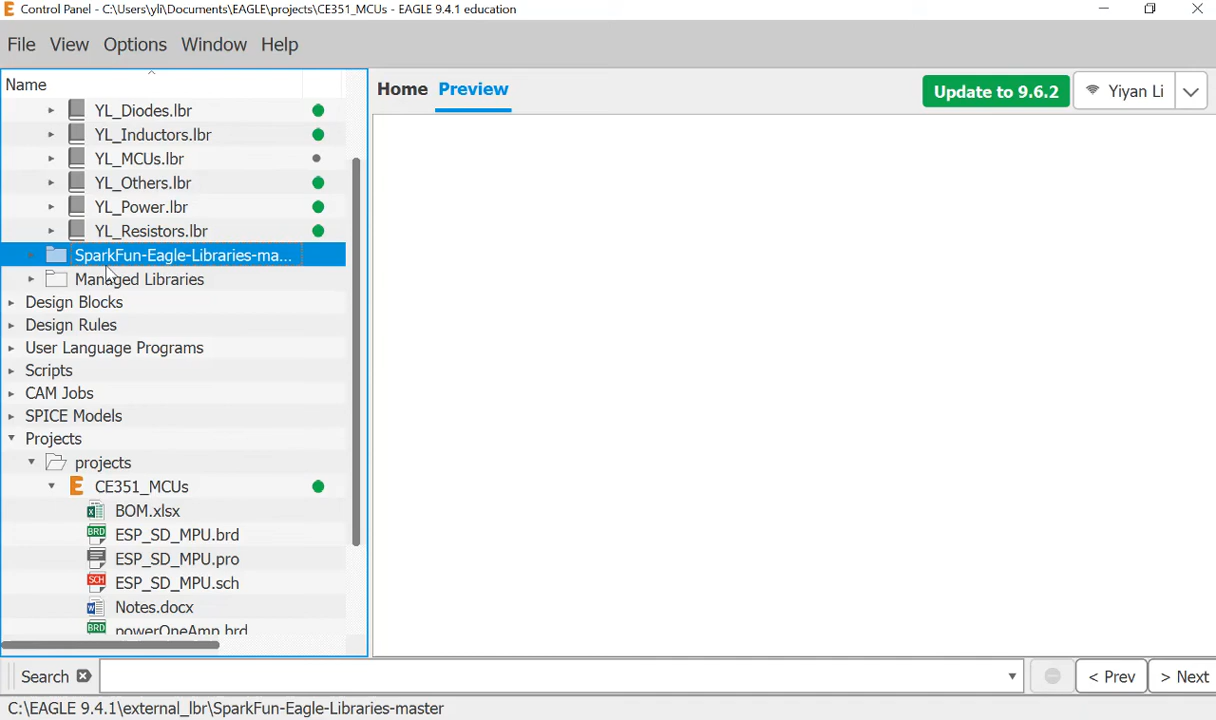 Control Panel - C:\Users\yli\Documents\EAGLE\projects\CE351_MCUs - EAGLE 9.4.1 education
File View Options Window Help
Name
Home Preview
Update to 9.6.2
Yiyan Li
YL_Diodes.lbr
YL_Inductors.lbr
YL_MCUs.lbr
YL_Others.lbr
YL_Power.lbr
YL_Resistors.lbr
SparkFun-Eagle-Libraries-ma...
Managed Libraries
Design Blocks
Design Rules
User Language Programs
Scripts
CAM Jobs
SPICE Models
Projects
projects
E CE351_MCUs
BOM.xlsx
BRD ESP_SD_MPU.brd
ESP_SD_MPU.pro
SCH ESP_SD_MPU.sch
Notes.docx
BRD powerOneAmp.brd
Search
< Prev
> Next
C:\EAGLE 9.4.1\external_lbr\SparkFun-Eagle-Libraries-master